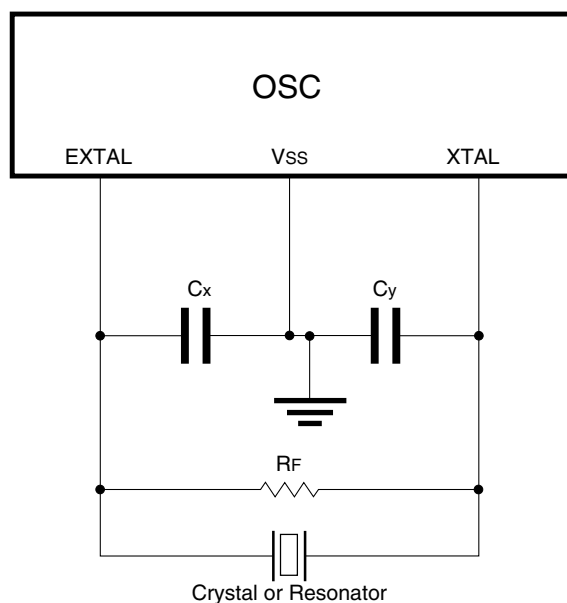 OSC
EXTAL VSS XTAL
Cx Cy
RF
Crystal or Resonator